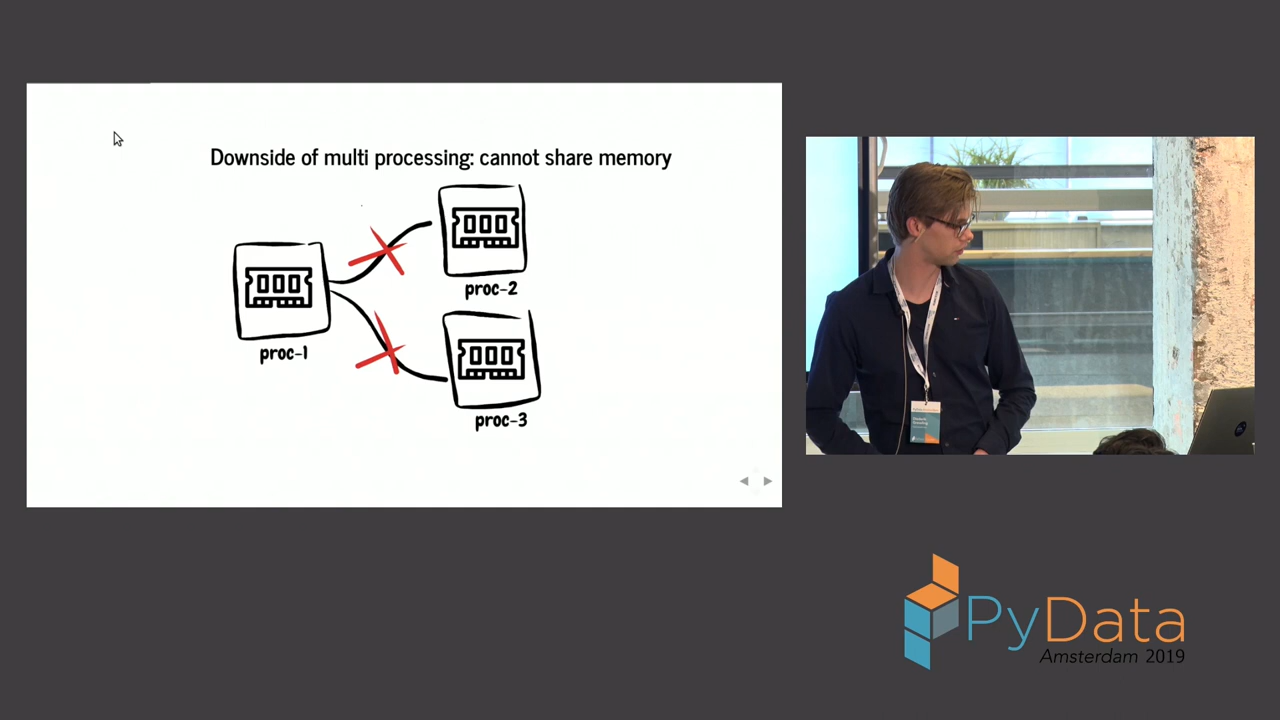 Downside of multi processing: cannot share memory
proc-1
proc-2
proc-3
PyData
Amsterdam 2019